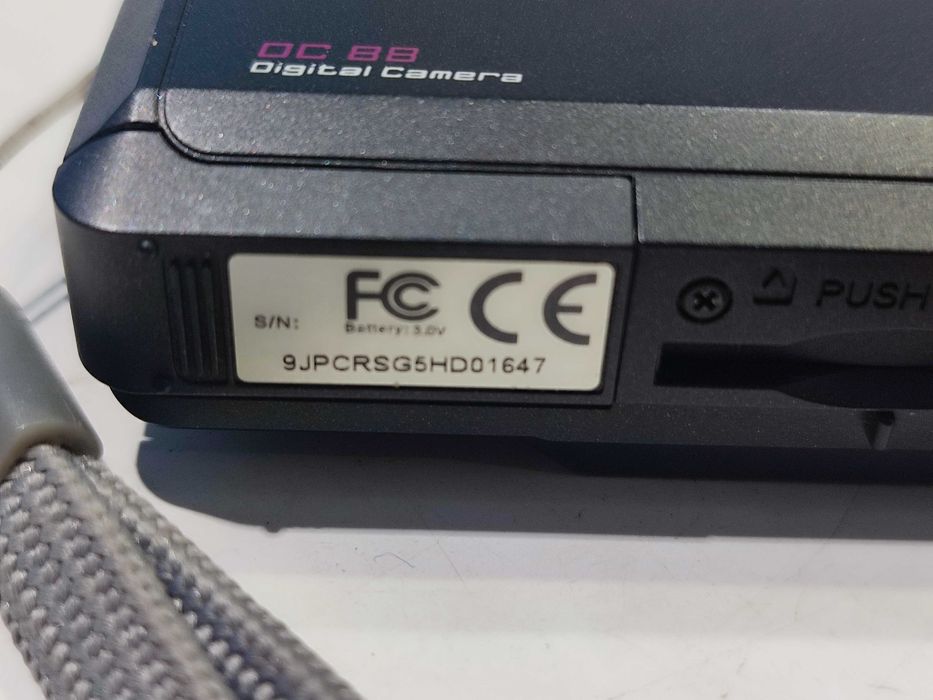 DC 88
Digital Camera
FC CE
S/N:
Battery: 3.0V
9JPCRSG5HD01647
PUSH